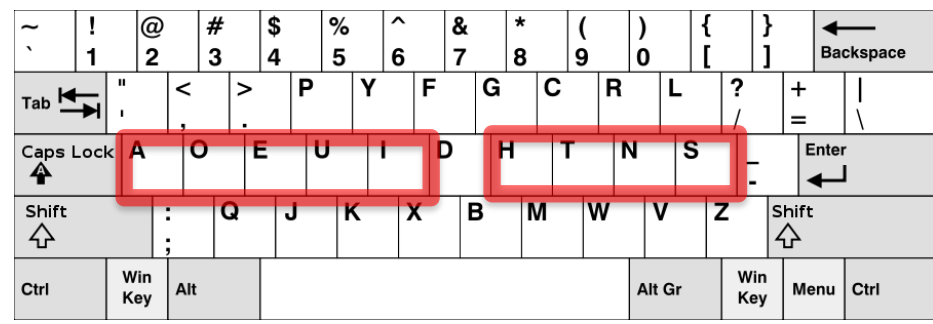 ~ ! @ # $ % ^ & * ( ) { }
` 1 2 3 4 5 6 7 8 9 0 [ ] Backspace
Tab " < > P Y F G C R L ? + |
' , . / = \
Caps Lock A O E U I D H T N S _ Enter
A -
Shift : Q J K X B M W V Z Shift
;
Ctrl Win Key Alt Alt Gr Win Key Menu Ctrl